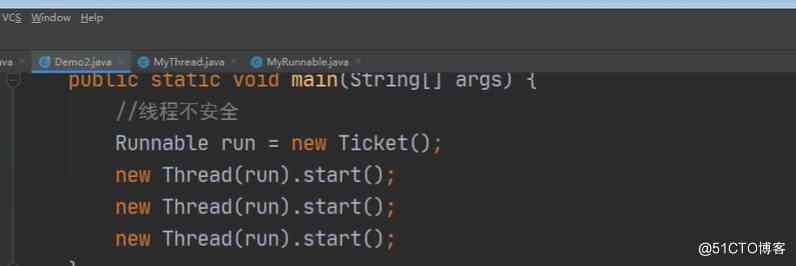 VCS Window Help
ava Demo2.java MyThread.java MyRunnable.java
public static void main(String[] args) {
//线程不安全
Runnable run = new Ticket();
new Thread(run).start();
new Thread(run).start();
new Thread(run).start();
}
@51CTO博客